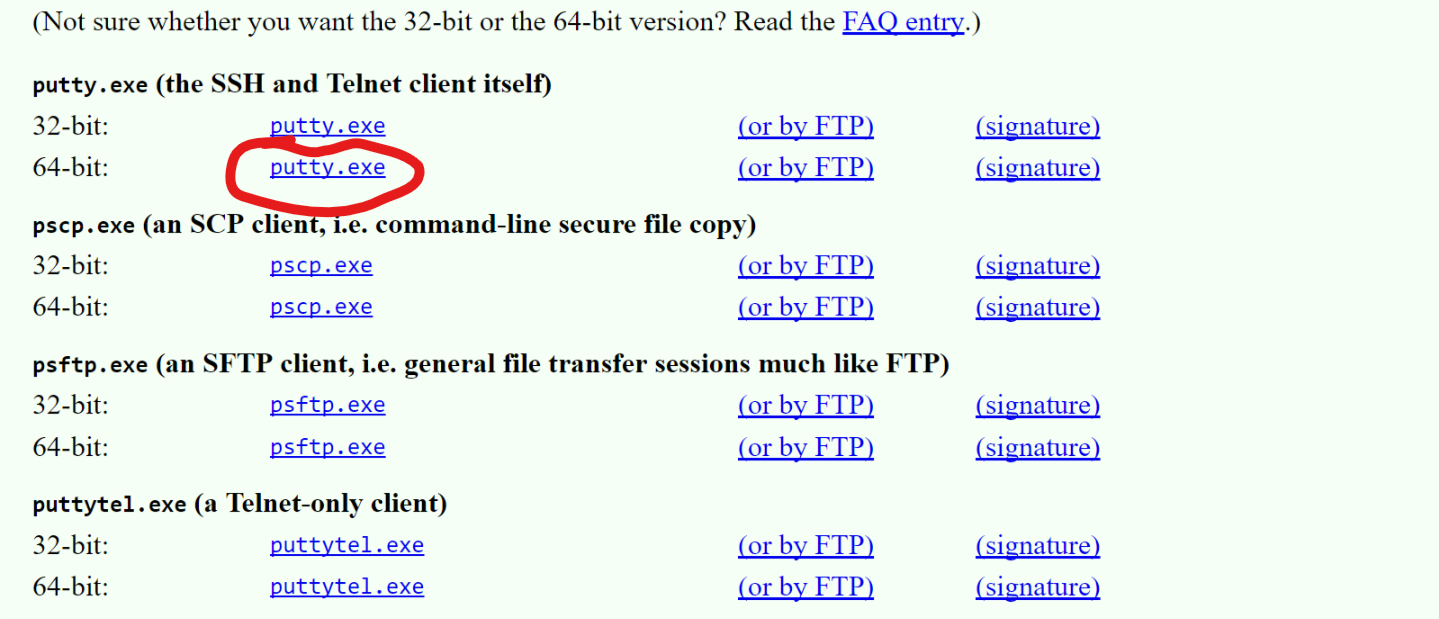 (Not sure whether you want the 32-bit or the 64-bit version? Read the FAQ entry.)
putty.exe (the SSH and Telnet client itself)
32-bit: putty.exe (or by FTP) (signature)
64-bit: putty.exe (or by FTP) (signature)
pscp.exe (an SCP client, i.e. command-line secure file copy)
32-bit: pscp.exe (or by FTP) (signature)
64-bit: pscp.exe (or by FTP) (signature)
psftp.exe (an SFTP client, i.e. general file transfer sessions much like FTP)
32-bit: psftp.exe (or by FTP) (signature)
64-bit: psftp.exe (or by FTP) (signature)
puttytel.exe (a Telnet-only client)
32-bit: puttytel.exe (or by FTP) (signature)
64-bit: puttytel.exe (or by FTP) (signature)